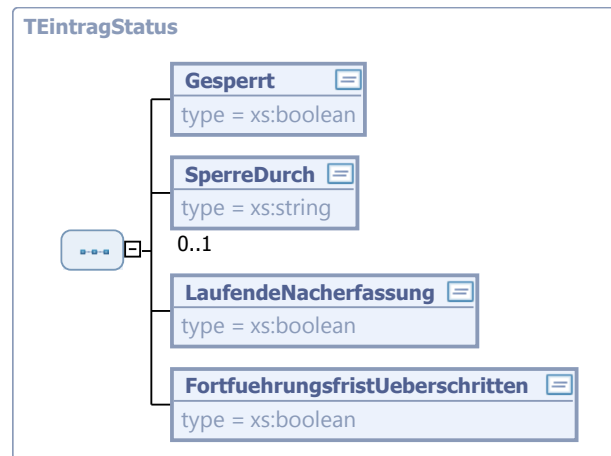 TEintragStatus
Gesperrt
type = xs:boolean
SperreDurch
type = xs:string
0..1
LaufendeNacherfassung
type = xs:boolean
FortfuehrungsfristUeberschritten
type = xs:boolean